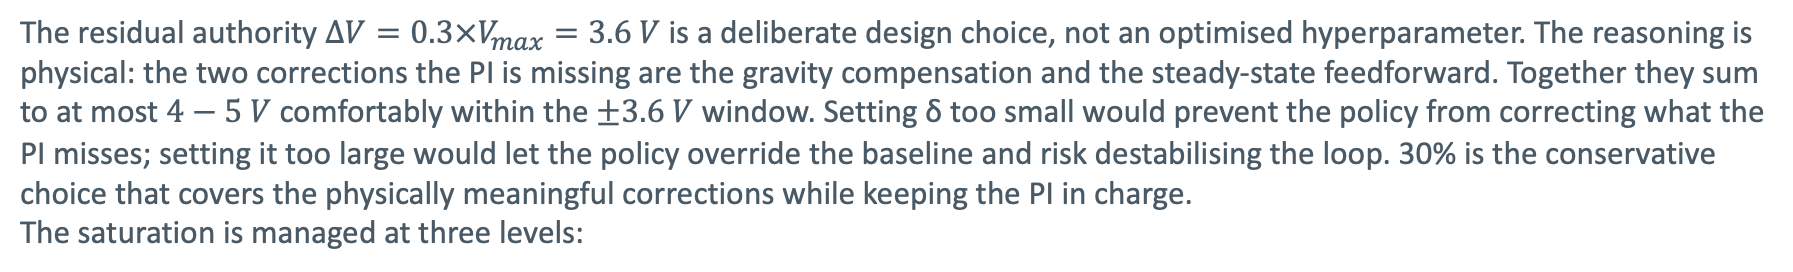 The residual authority ΔV = 0.3×Vmax = 3.6 V is a deliberate design choice, not an optimised hyperparameter. The reasoning is
physical: the two corrections the PI is missing are the gravity compensation and the steady-state feedforward. Together they sum
to at most 4 – 5 V comfortably within the ±3.6 V window. Setting δ too small would prevent the policy from correcting what the
PI misses; setting it too large would let the policy override the baseline and risk destabilising the loop. 30% is the conservative
choice that covers the physically meaningful corrections while keeping the PI in charge.
The saturation is managed at three levels: